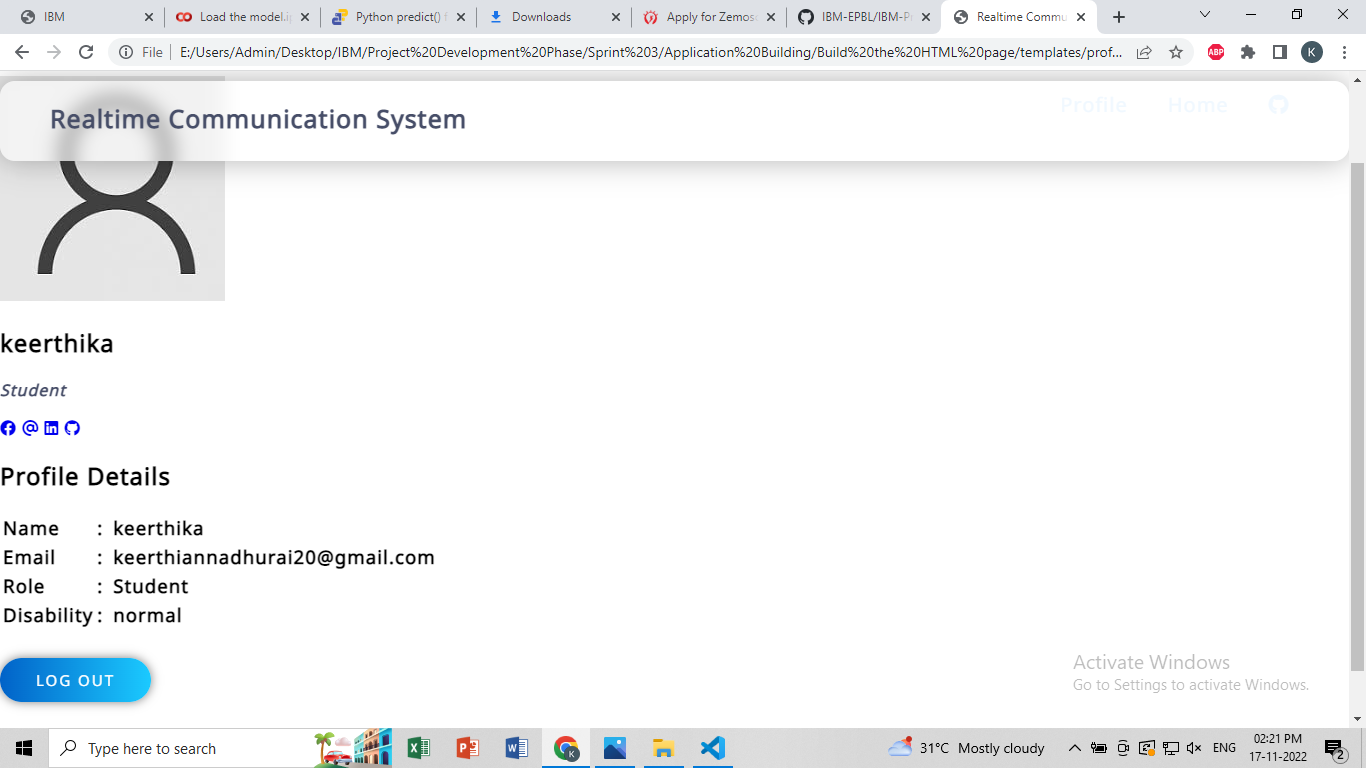 IBM
Load the model.i
Python predict() f
Downloads
Apply for Zemos
IBM-EPBL/IBM-P
Realtime Commu
File
E:/Users/Admin/Desktop/IBM/Project%20Development%20Phase/Sprint%203/Application%20Building/Build%20the%20HTML%20page/templates/prof...
ABP
K
Realtime Communication System
Profile
Home
keerthika
Student
Profile Details
Name : keerthika
Email : keerthiannadhurai20@gmail.com
Role : Student
Disability : normal
LOG OUT
Activate Windows
Go to Settings to activate Windows.
Type here to search
31°C Mostly cloudy
ENG
02:21 PM
17-11-2022
2